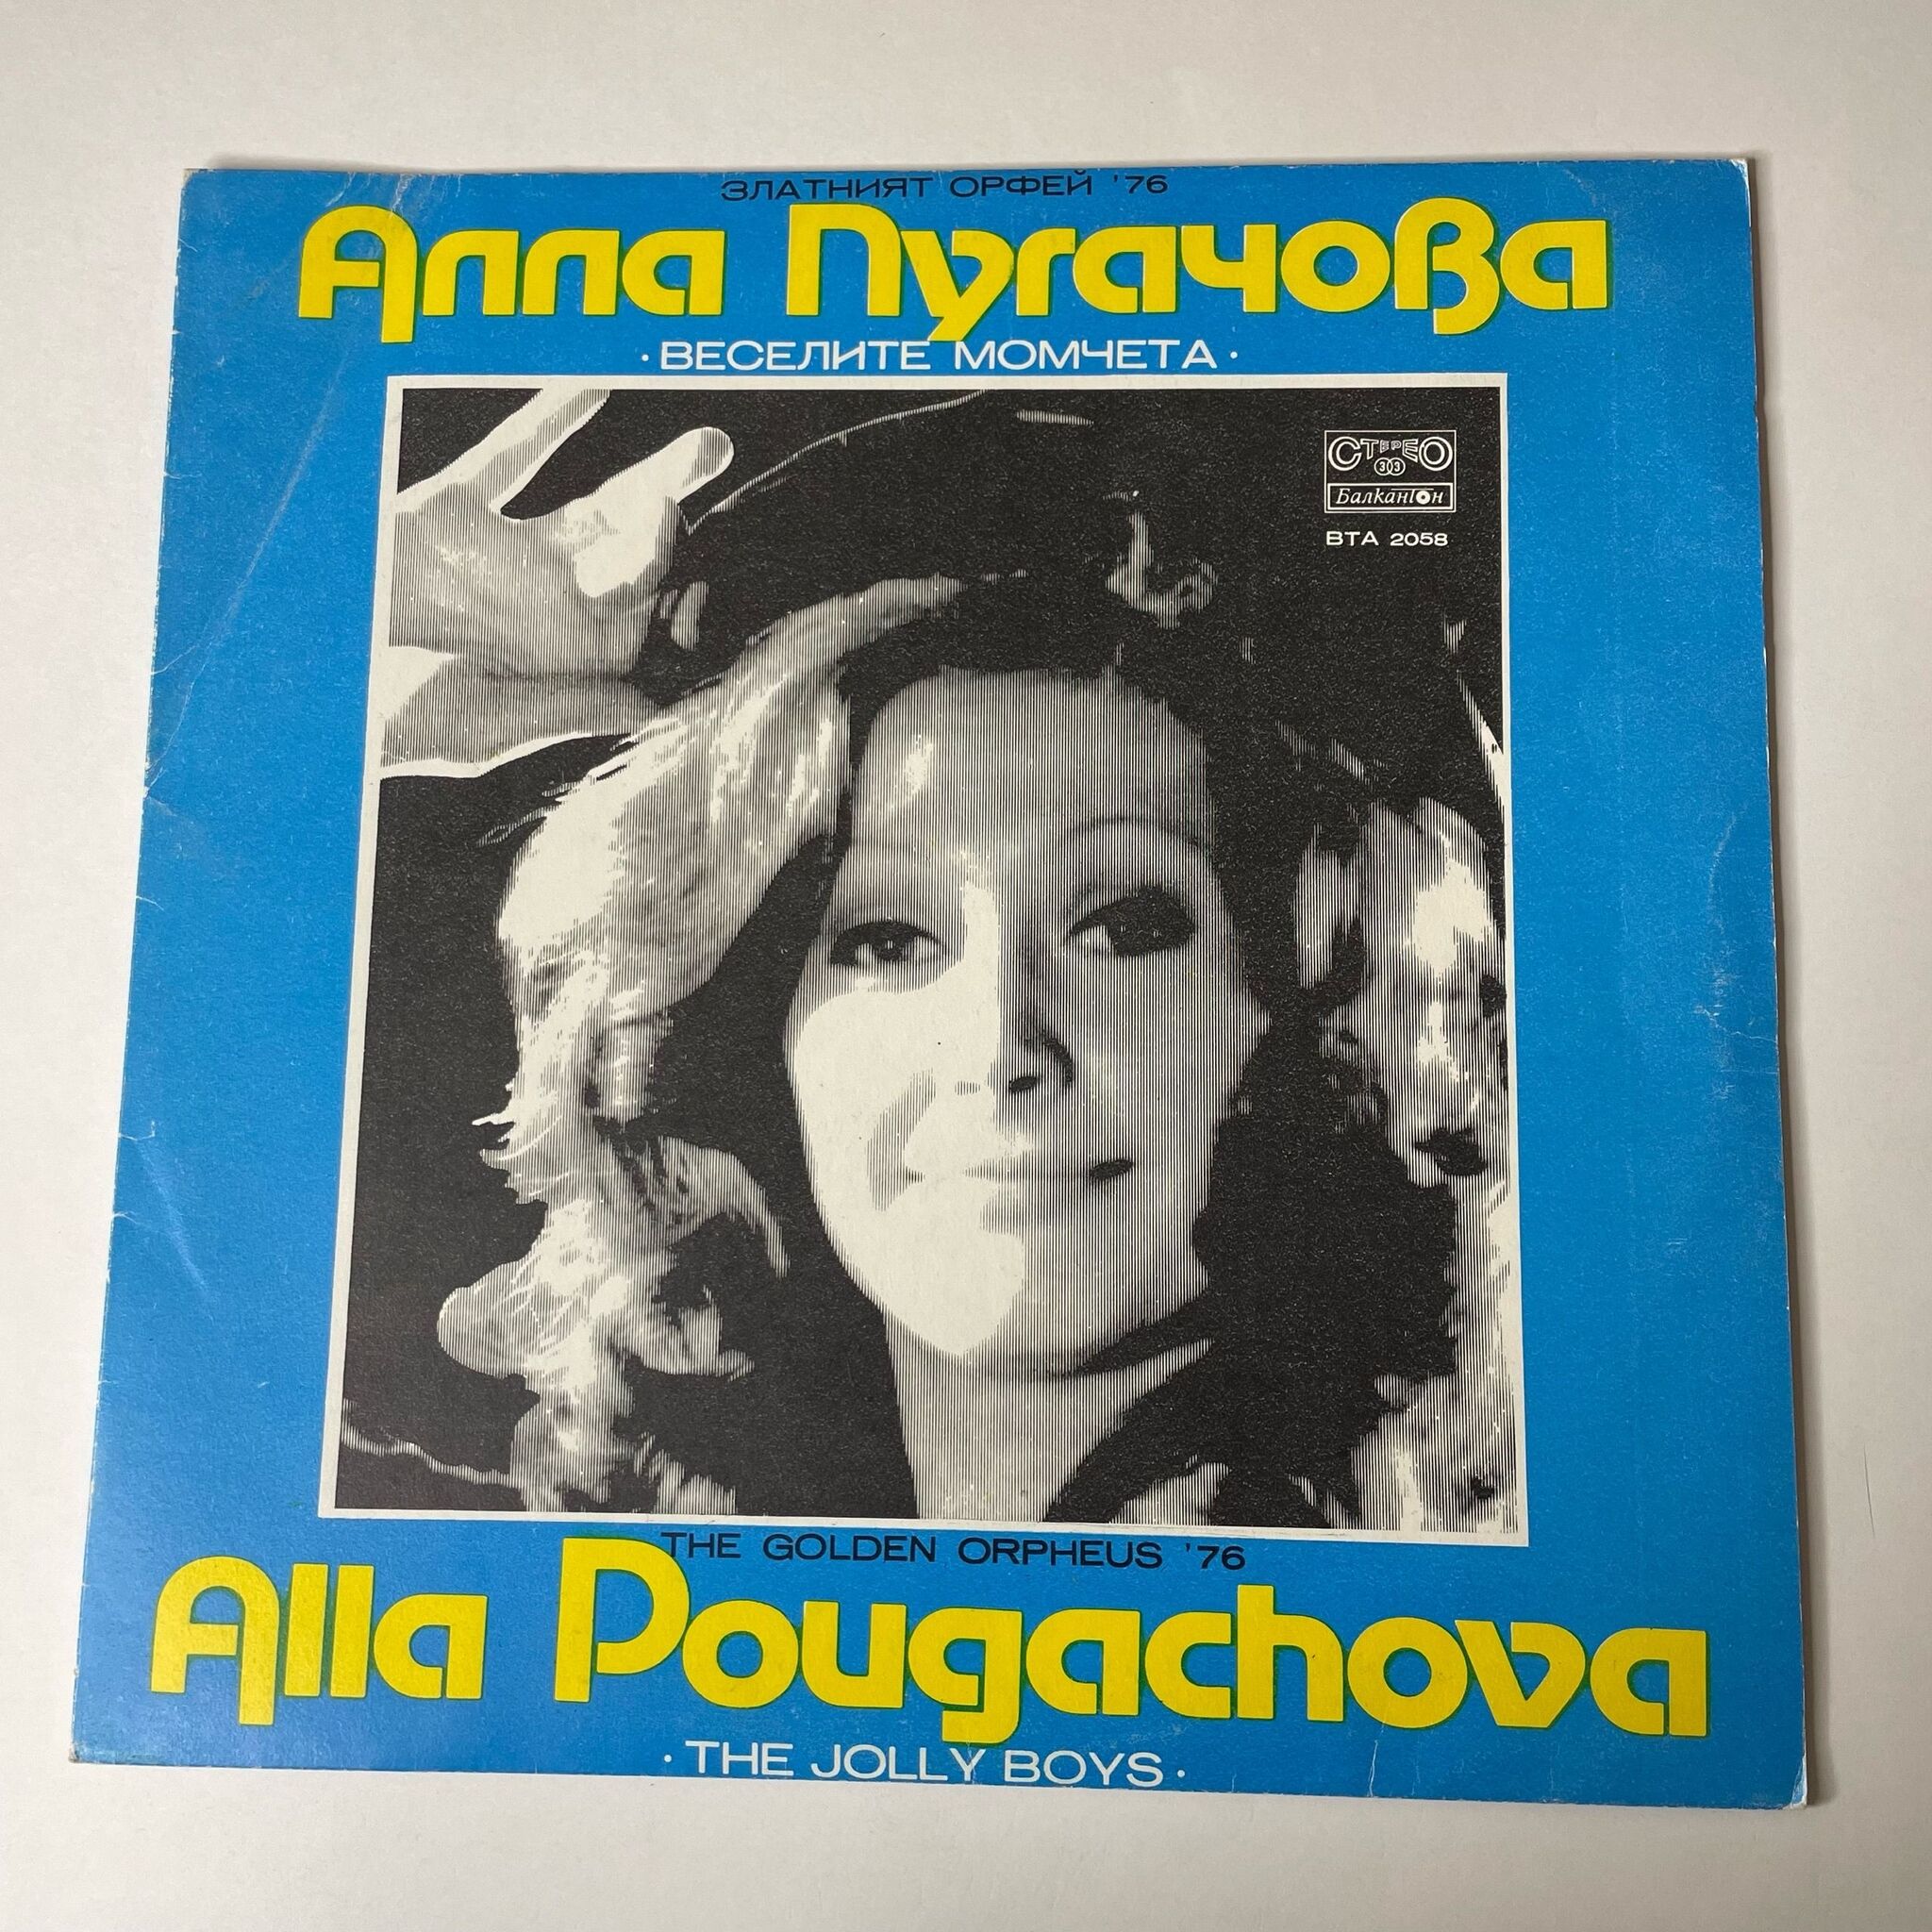 ЗЛАТНИЯТ ОРФЕЙ '76
Алла Пугачова
·ВЕСЕЛИТЕ МОМЧЕТА·
СТЕРЕО
33
Балкантон
ВТА 2058
THE GOLDEN ORPHEUS '76
Alla Pougachova
·THE JOLLY BOYS·